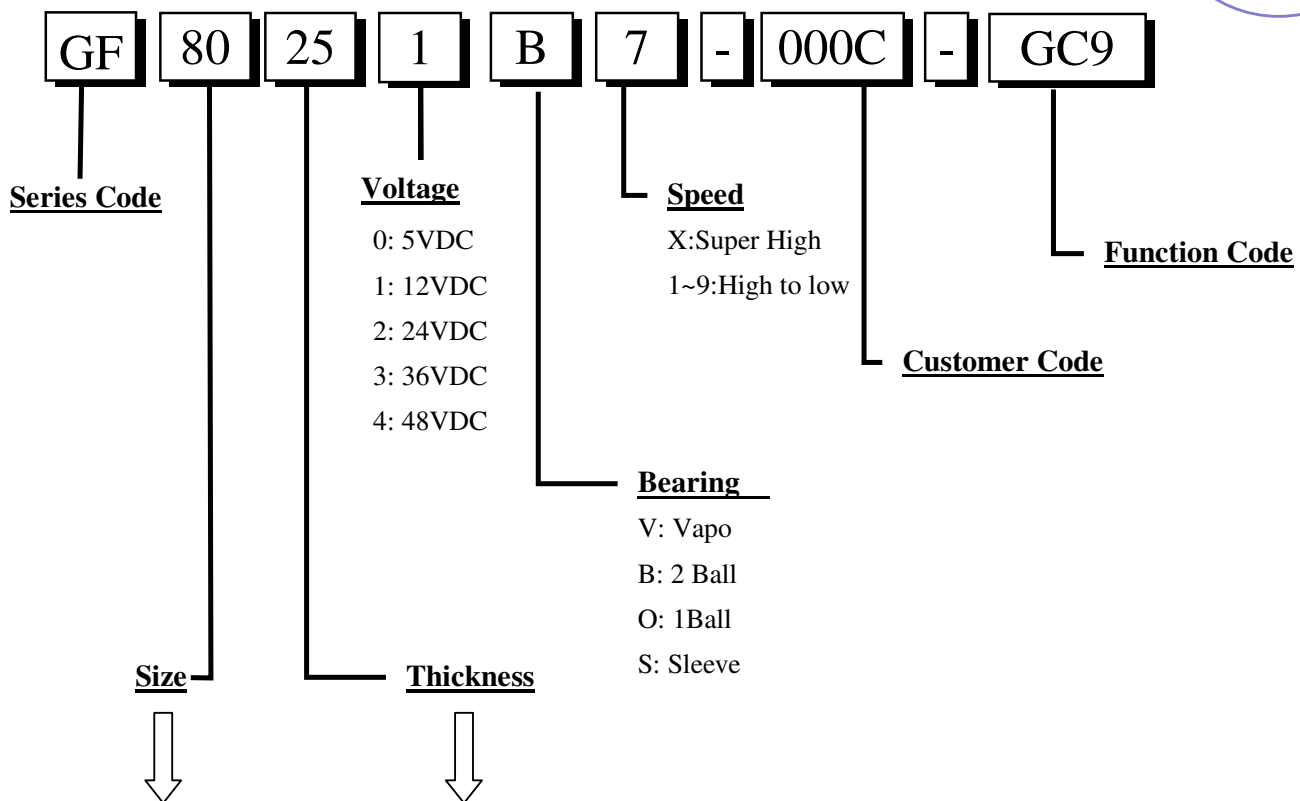 GF 80 25 1 B 7 - 000C - GC9
Series Code
Voltage
0: 5VDC
1: 12VDC
2: 24VDC
3: 36VDC
4: 48VDC
Speed
X:Super High
1~9:High to low
Function Code
Customer Code
Bearing
V: Vapo
B: 2 Ball
O: 1Ball
S: Sleeve
Size
Thickness